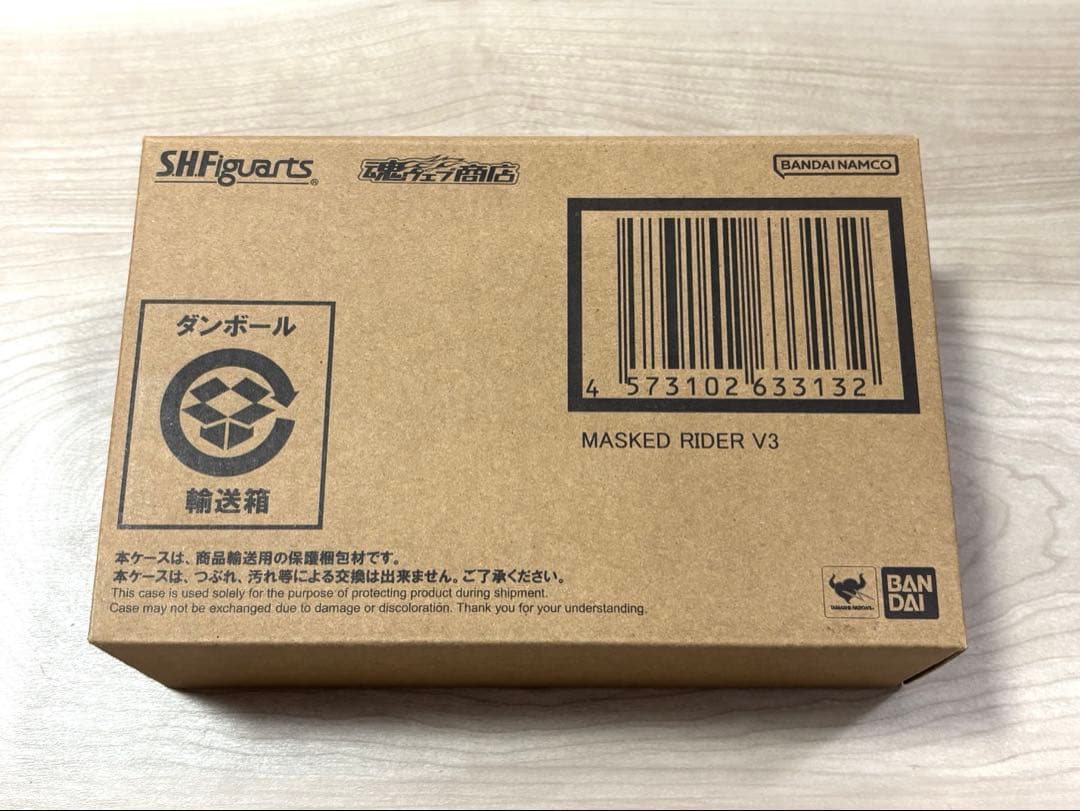 S.H.Figuarts®
魂ウェブ商店
BANDAI NAMCO
4 573102 633132
MASKED RIDER V3
ダンボール
輸送箱
本ケースは、商品輸送用の保護梱包材です。
本ケースは、つぶれ、汚れ等による交換は出来ません。ご了承ください。
This case is used solely for the purpose of protecting product during shipment.
Case may not be exchanged due to damage or discoloration. Thank you for your understanding.
TAMASHII NATIONS
BAN
DAI